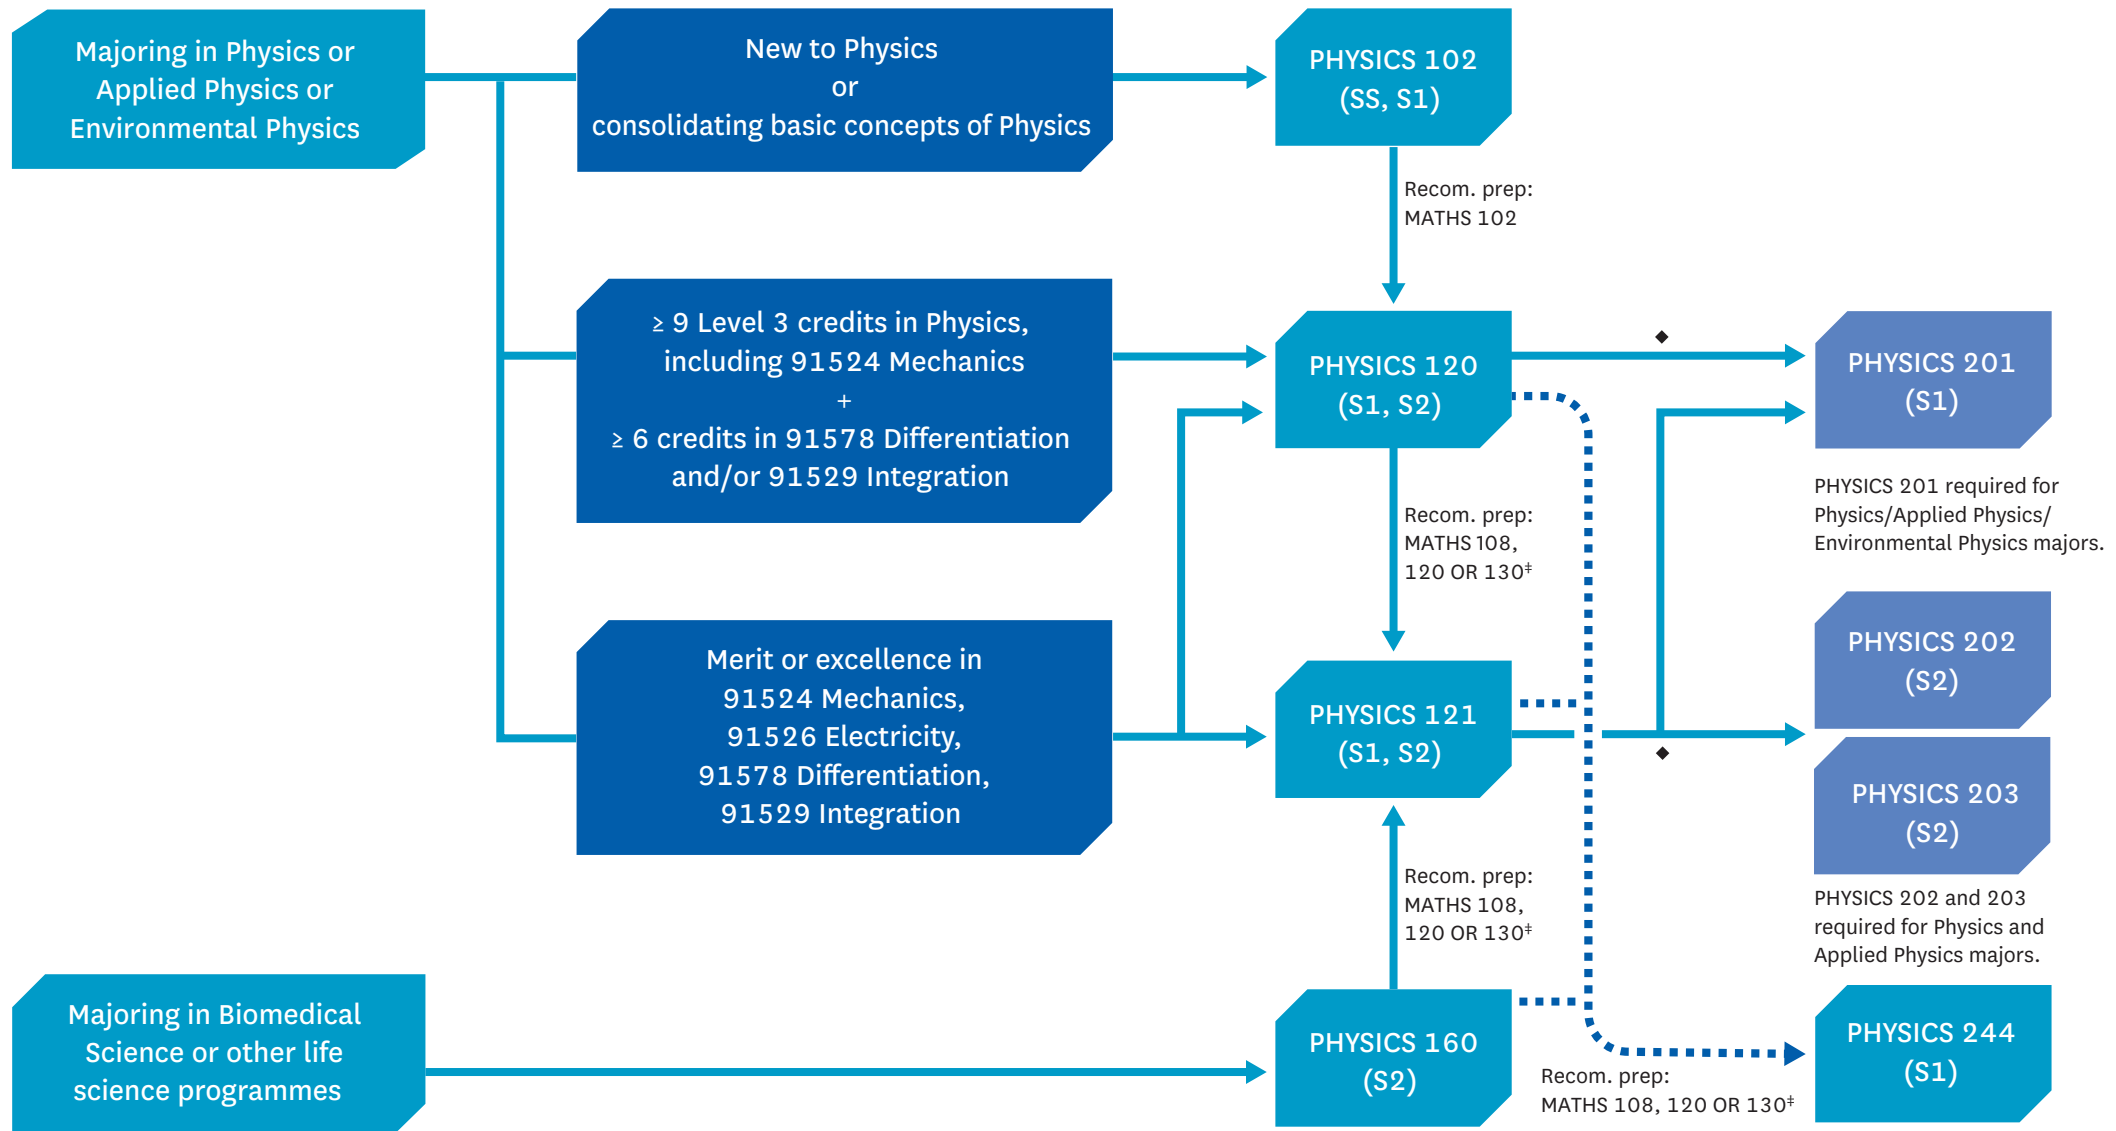 Majoring in Physics or
Applied Physics or
Environmental Physics
New to Physics
or
consolidating basic concepts of Physics
PHYSICS 102
(SS, S1)
Recom. prep:
MATHS 102
≥ 9 Level 3 credits in Physics,
including 91524 Mechanics
+
≥ 6 credits in 91578 Differentiation
and/or 91529 Integration
PHYSICS 120
(S1, S2)
◆
PHYSICS 201
(S1)
PHYSICS 201 required for
Physics/Applied Physics/
Environmental Physics majors.
Recom. prep:
MATHS 108,
120 OR 130‡
Merit or excellence in
91524 Mechanics,
91526 Electricity,
91578 Differentiation,
91529 Integration
PHYSICS 121
(S1, S2)
◆
PHYSICS 202
(S2)
PHYSICS 203
(S2)
PHYSICS 202 and 203
required for Physics and
Applied Physics majors.
Recom. prep:
MATHS 108,
120 OR 130‡
Majoring in Biomedical
Science or other life
science programmes
PHYSICS 160
(S2)
Recom. prep:
MATHS 108, 120 OR 130‡
PHYSICS 244
(S1)